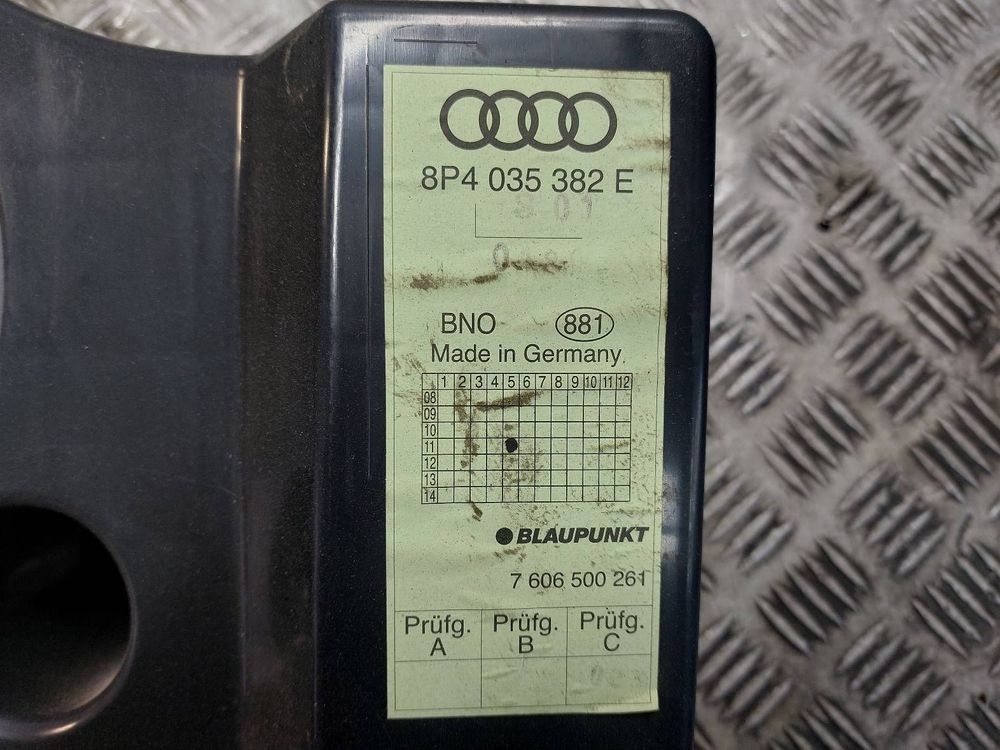 8P4 035 382 E
S 01
BNO 881
Made in Germany
1 2 3 4 5 6 7 8 9 10 11 12
08
09
10
11
12
13
14
BLAUPUNKT
7 606 500 261
Prüfg. A Prüfg. B Prüfg. C